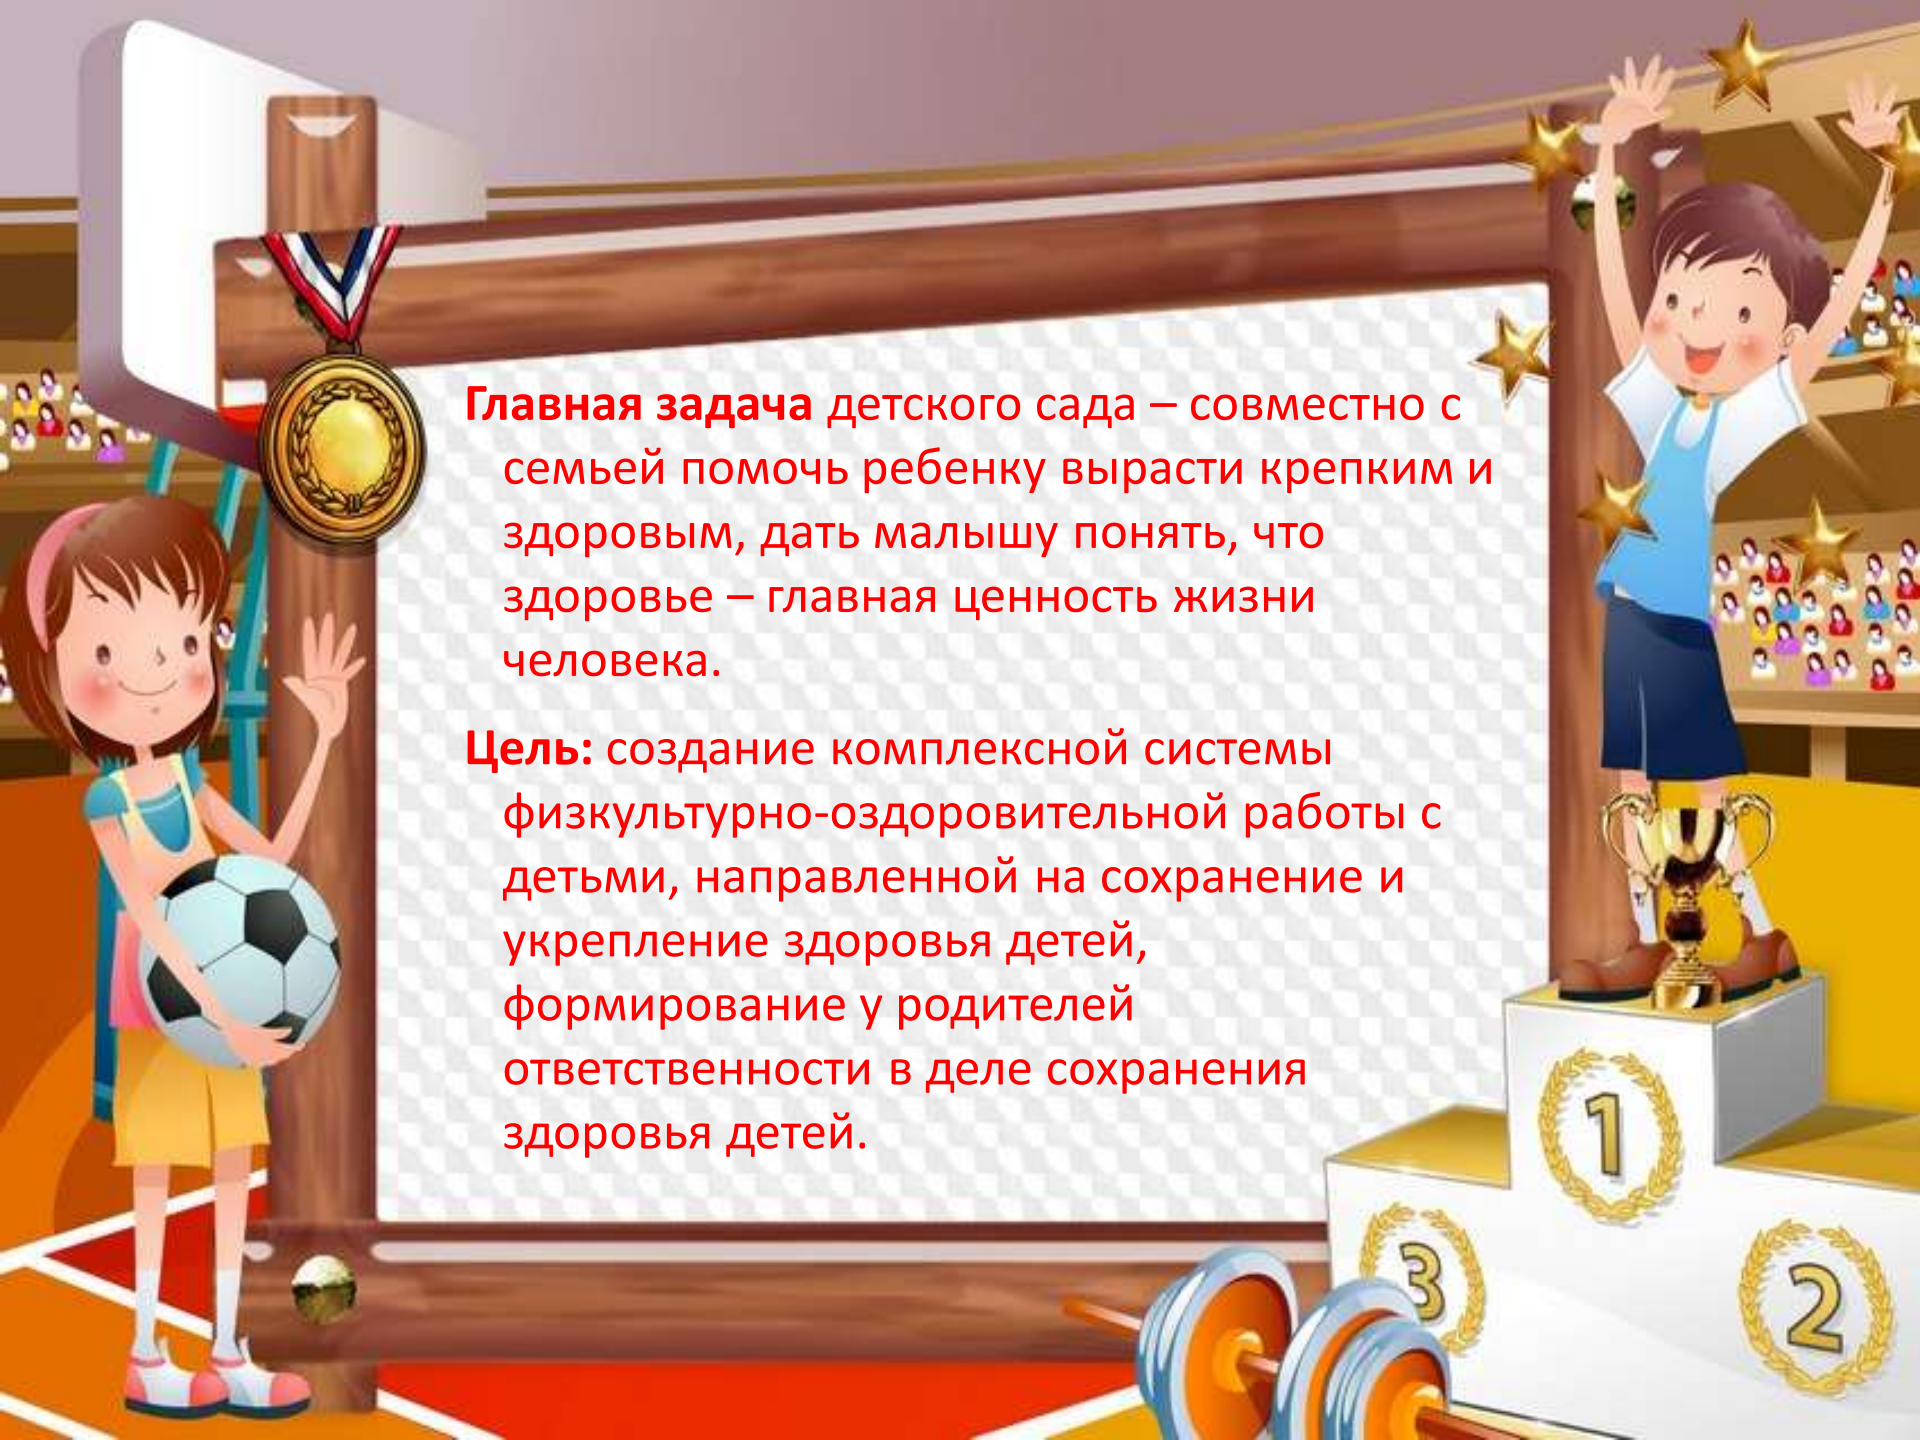 Главная задача детского сада – совместно с
семьей помочь ребенку вырасти крепким и
здоровым, дать малышу понять, что
здоровье – главная ценность жизни
человека.
Цель: создание комплексной системы
физкультурно-оздоровительной работы с
детьми, направленной на сохранение и
укрепление здоровья детей,
формирование у родителей
ответственности в деле сохранения
здоровья детей.
1
3
2